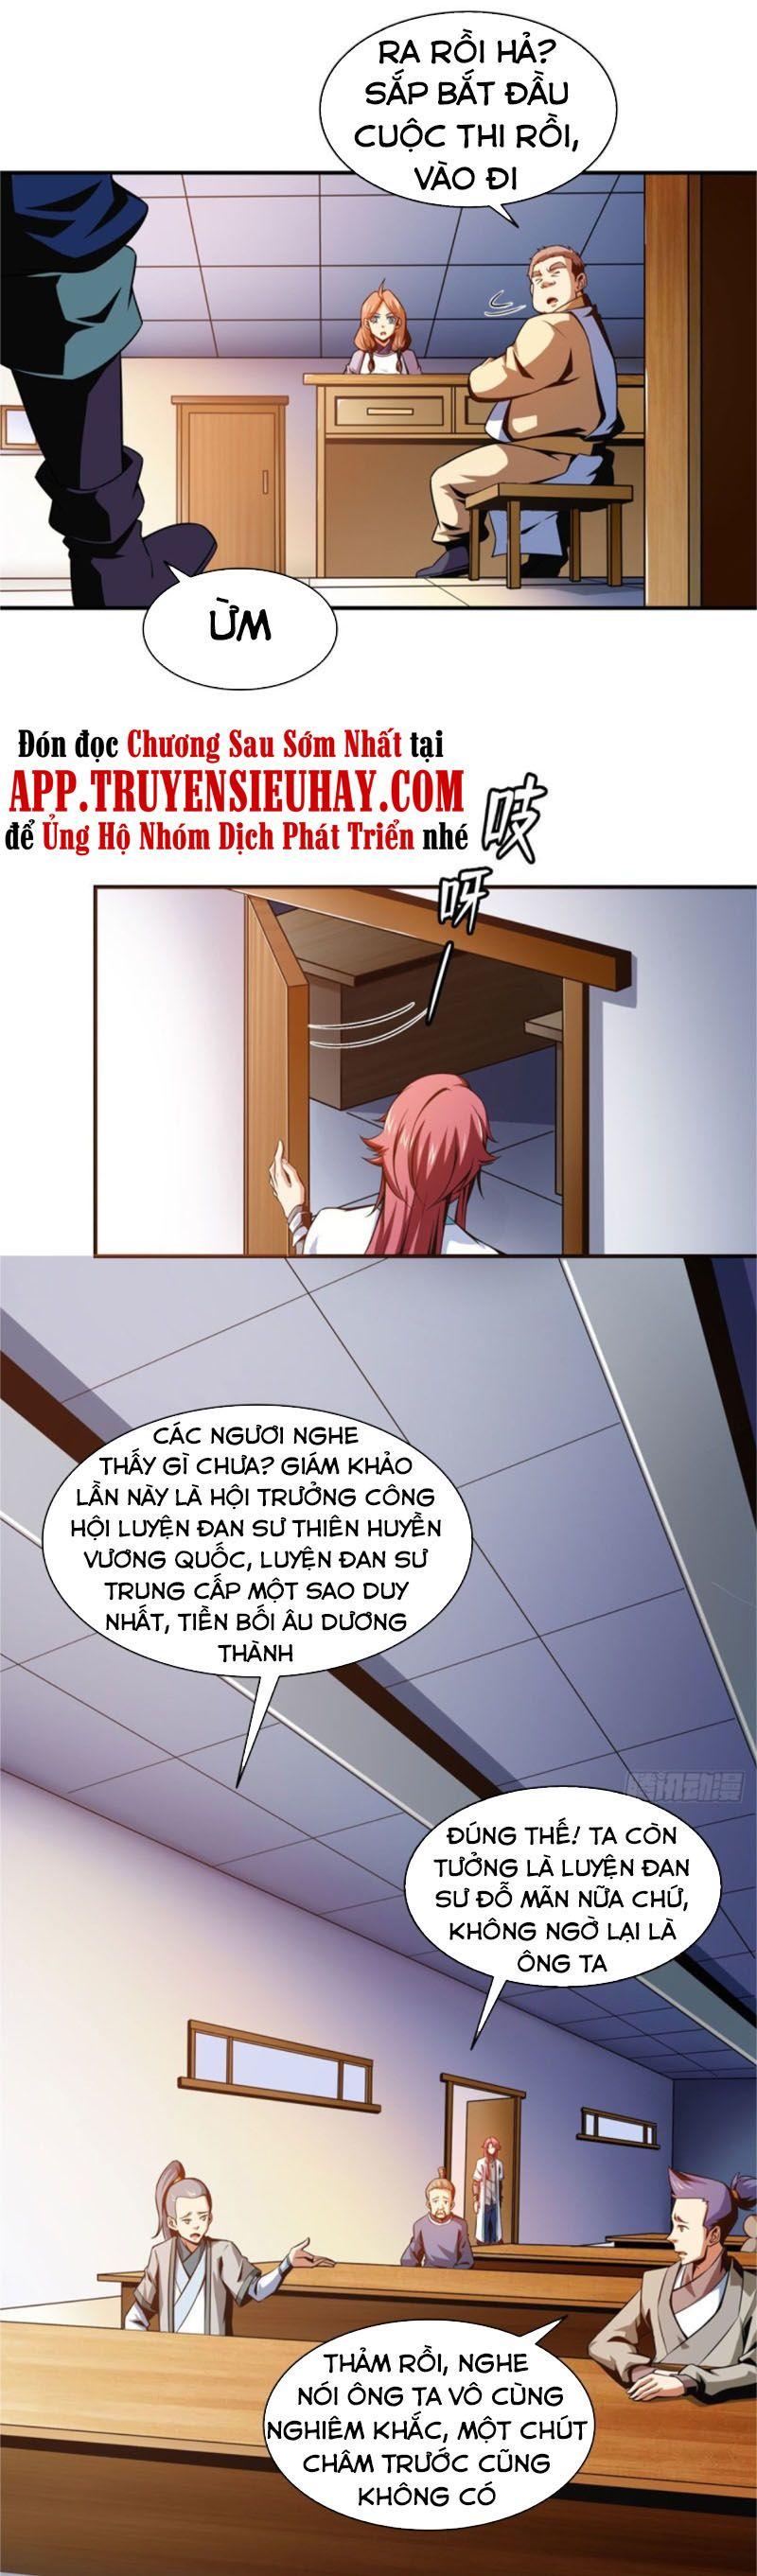 RA RỒI HẢ?
SẮP BẮT ĐẦU
CUỘC THI RỒI,
VÀO ĐI
ỪM
Đón đọc Chương Sau Sớm Nhất tại
APP.TRUYENSIEUHAY.COM
để Ủng Hộ Nhóm Dịch Phát Triển nhé
吱
呀
CÁC NGƯƠI NGHE
THẤY GÌ CHƯA? GIÁM KHẢO
LẦN NÀY LÀ HỘI TRƯỞNG CÔNG
HỘI LUYỆN ĐAN SƯ THIÊN HUYỀN
VƯƠNG QUỐC, LUYỆN ĐAN SƯ
TRUNG CẤP MỘT SAO DUY
NHẤT, TIỀN BỐI ÂU DƯƠNG
THÀNH
腾讯动漫
ĐÚNG THẾ! TA CÒN
TƯỞNG LÀ LUYỆN ĐAN
SƯ ĐỖ MÃN NỮA CHỨ,
KHÔNG NGỜ LẠI LÀ
ÔNG TA
THẢM RỒI, NGHE
NÓI ÔNG TA VÔ CÙNG
NGHIÊM KHẮC, MỘT CHÚT
CHÂM TRƯỚC CŨNG
KHÔNG CÓ